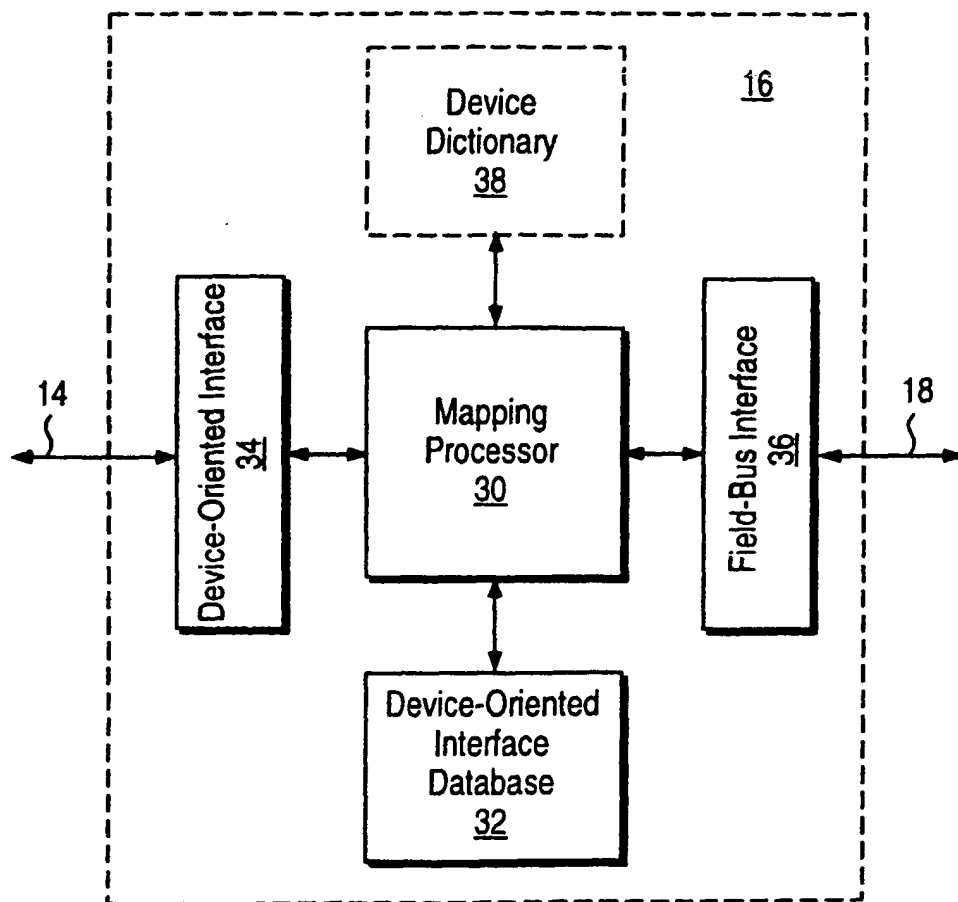 16
Device
Dictionary
38
14
Device-Oriented Interface
34
Mapping
Processor
30
Field-Bus Interface
36
18
Device-Oriented
Interface
Database
32